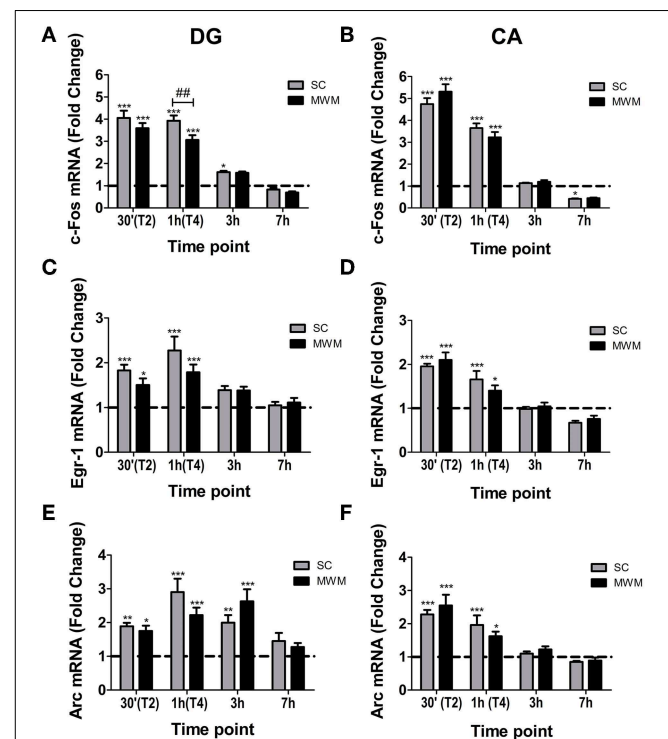 A
DG
B
CA
c-Fos mRNA (Fold Change)
6
5
4
3
2
1
0
***
***
***
##
***
*
SC
MWM
30'(T2)
1h(T4)
3h
7h
Time point
c-Fos mRNA (Fold Change)
6
5
4
3
2
1
0
***
***
***
***
*
SC
MWM
30' (T2)
1h (T4)
3h
7h
Time point
C
Egr-1 mRNA (Fold Change)
3
2
1
0
***
*
***
***
SC
MWM
30'(T2)
1h(T4)
3h
7h
Time point
D
Egr-1 mRNA (Fold Change)
3
2
1
0
***
***
***
*
SC
MWM
30' (T2)
1h (T4)
3h
7h
Time point
E
Arc mRNA (Fold Change)
4
3
2
1
0
**
*
***
***
**
***
SC
MWM
30'(T2)
1h(T4)
3h
7h
Time point
F
Arc mRNA (Fold Change)
4
3
2
1
0
***
***
***
*
SC
MWM
30' (T2)
1h (T4)
3h
7h
Time point